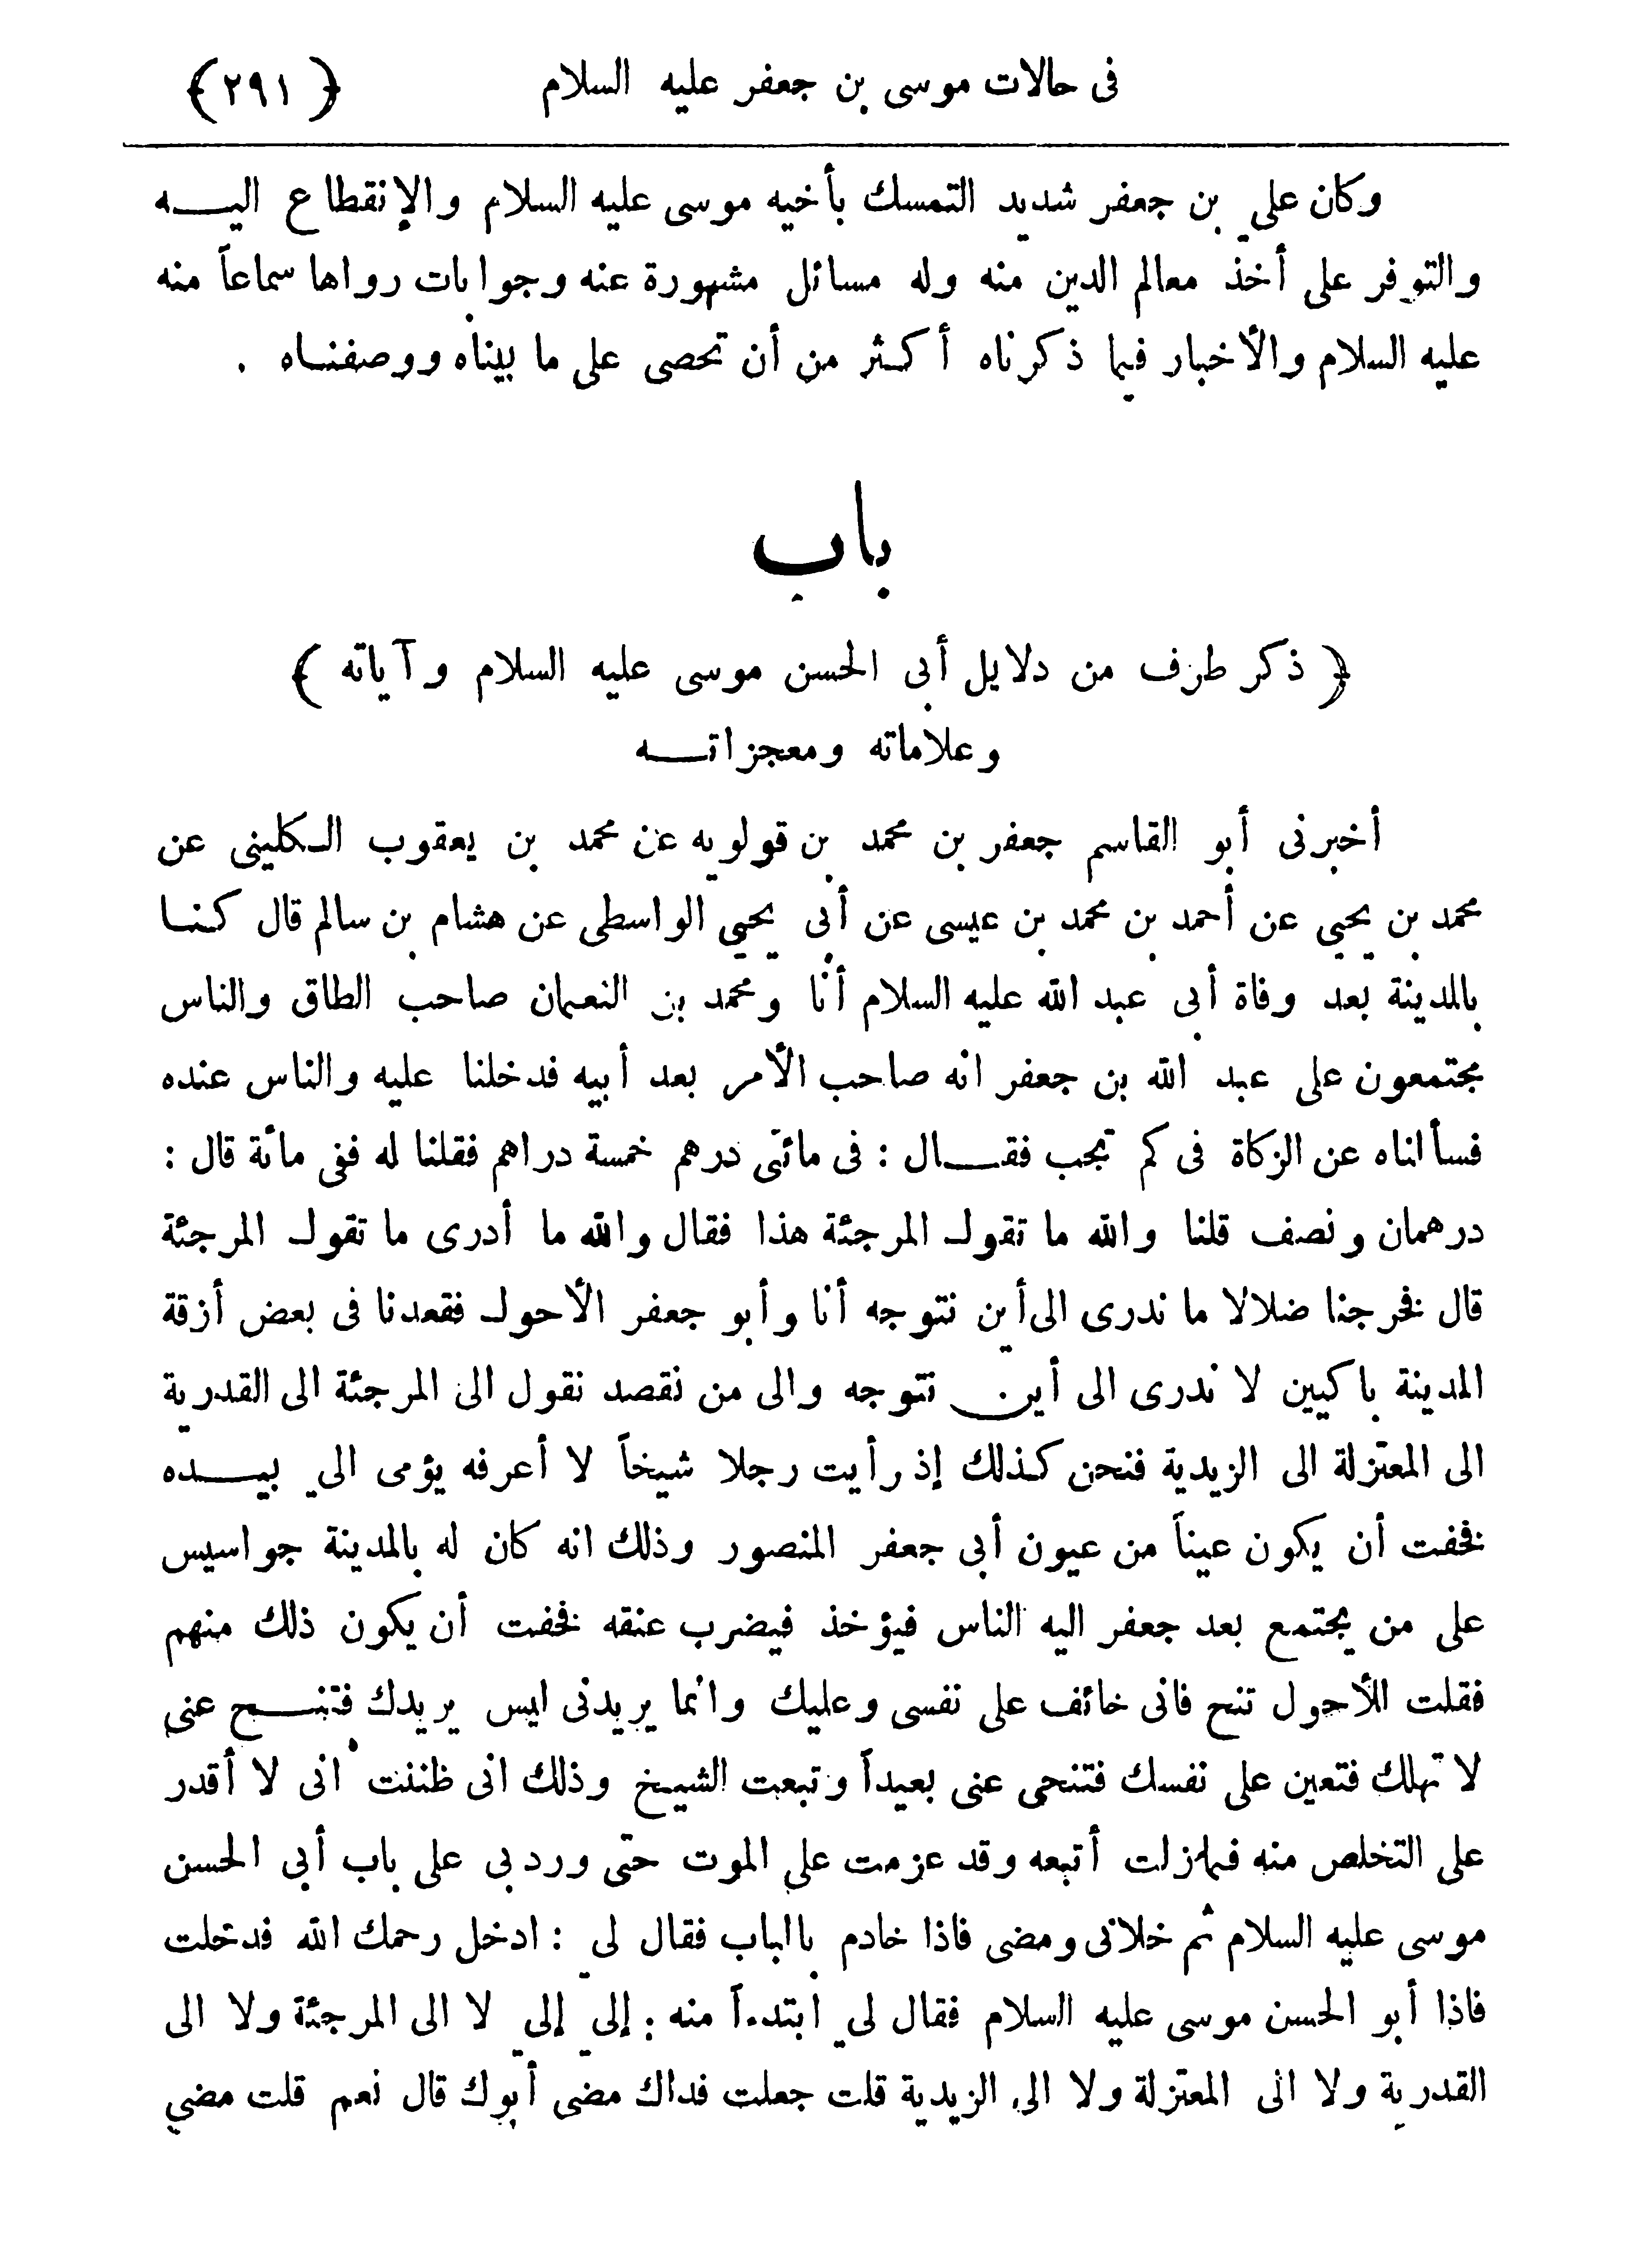 في حالات موسى بن جعفر عليه السلام ﴿ ٢٩١ ﴾
وكان علي بن جعفر شديد التمسك بأخيه موسى عليه السلام والإنقطاع اليه
والتوفر على أخذ معالم الدين منه وله مسائل مشهورة عنه وجوابات رواها سماعاً منه
عليه السلام والأخبار فيما ذكرناه أكثر من أن تحصى على ما بيناه ووصفناه .
باب
﴿ ذكر طرف من دلايل أبى الحسن موسى عليه السلام وآياته ﴾
وعلاماته ومعجزاته
أخبرنى أبو القاسم جعفر بن محمد بن قولويه عن محمد بن يعقوب الكلينى عن
محمد بن يحيي عن أحمد بن محمد بن عيسى عن أبى يحيي الواسطى عن هشام بن سالم قال كنا
بالمدينة بعد وفاة أبى عبد الله عليه السلام أنا ومحمد بن النعمان صاحب الطاق والناس
مجتمعون على عبد الله بن جعفر انه صاحب الأمر بعد أبيه فدخلنا عليه والناس عنده
فسألناه عن الزكاة فى كم تجب فقال : فى مائتى درهم خمسة دراهم فقلنا له ففى مائة قال :
درهمان ونصف قلنا والله ما تقول المرجئة هذا فقال والله ما أدرى ما تقول المرجئة
قال فخرجنا ضلالا ما ندرى الى أين نتوجه أنا وأبو جعفر الأحول فقعدنا فى بعض أزقة
المدينة باكيين لا ندرى الى أين نتوجه والى من نقصد نقول الى المرجئة الى القدرية
الى المعتزلة الى الزيدية فنحن كذلك إذ رأيت رجلا شيخاً لا أعرفه يؤمى الي بيده
فخفت أن يكون عيناً من عيون أبى جعفر المنصور وذلك انه كان له بالمدينة جواسيس
على من يجتمع بعد جعفر اليه الناس فيؤخذ فيضرب عنقه فخفت أن يكون ذلك منهم
فقلت للأحول تنح فانى خائف على نفسى وعليك وانما يريدنى ليس يريدك فتنح عنى
لا تهلك فتعين على نفسك فتنحى عنى بعيداً وتبعت الشيخ وذلك انى ظننت انى لا أقدر
على التخلص منه فما زلت أتبعه وقد عزمت على الموت حتى ورد بى على باب أبى الحسن
موسى عليه السلام ثم خلانى ومضى فاذا خادم بالباب فقال لي : ادخل رحمك الله فدخلت
فاذا أبو الحسن موسى عليه السلام فقال لي ابتدءاً منه : إلي إلي لا الى المرجئة ولا الى
القدرية ولا الى المعتزلة ولا الى الزيدية قلت جعلت فداك مضى أبوك قال نعم قلت مضي